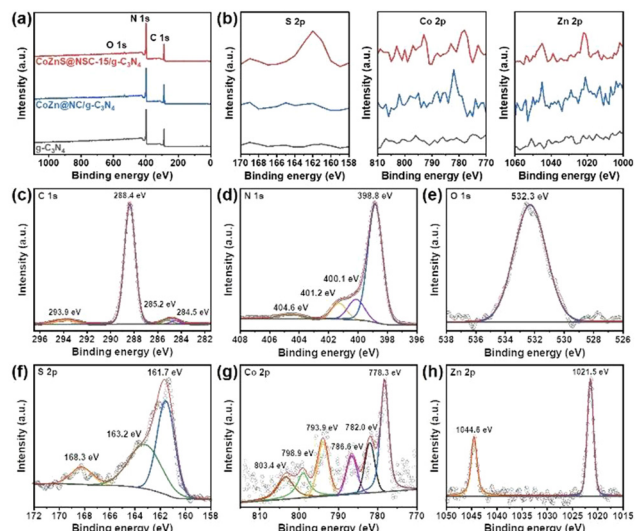 (a)
N 1s
C 1s
O 1s
CoZnS@NSC-15/g-C3N4
CoZn@NC/g-C3N4
g-C3N4
Intensity (a.u.)
1000 800 600 400 200 0
Binding energy (eV)
(b)
S 2p
Intensity (a.u.)
170 168 166 164 162 160 158
Binding energy (eV)
Co 2p
Intensity (a.u.)
810 800 790 780 770
Binding energy (eV)
Zn 2p
Intensity (a.u.)
1060 1040 1020 1000
Binding energy (eV)
(c)
C 1s
288.4 eV
293.9 eV
285.2 eV
284.5 eV
Intensity (a.u.)
296 294 292 290 288 286 284 282
Binding energy (eV)
(d)
N 1s
398.8 eV
400.1 eV
401.2 eV
404.6 eV
Intensity (a.u.)
408 406 404 402 400 398 396
Binding energy (eV)
(e)
O 1s
532.3 eV
Intensity (a.u.)
538 536 534 532 530 528 526
Binding energy (eV)
(f)
S 2p
161.7 eV
163.2 eV
168.3 eV
Intensity (a.u.)
172 170 168 166 164 162 160 158
Binding energy (eV)
(g)
Co 2p
778.3 eV
782.0 eV
786.6 eV
793.9 eV
798.9 eV
803.4 eV
Intensity (a.u.)
810 800 790 780 770
Binding energy (eV)
(h)
Zn 2p
1021.5 eV
1044.6 eV
Intensity (a.u.)
1050 1045 1040 1035 1030 1025 1020 1015
Binding energy (eV)